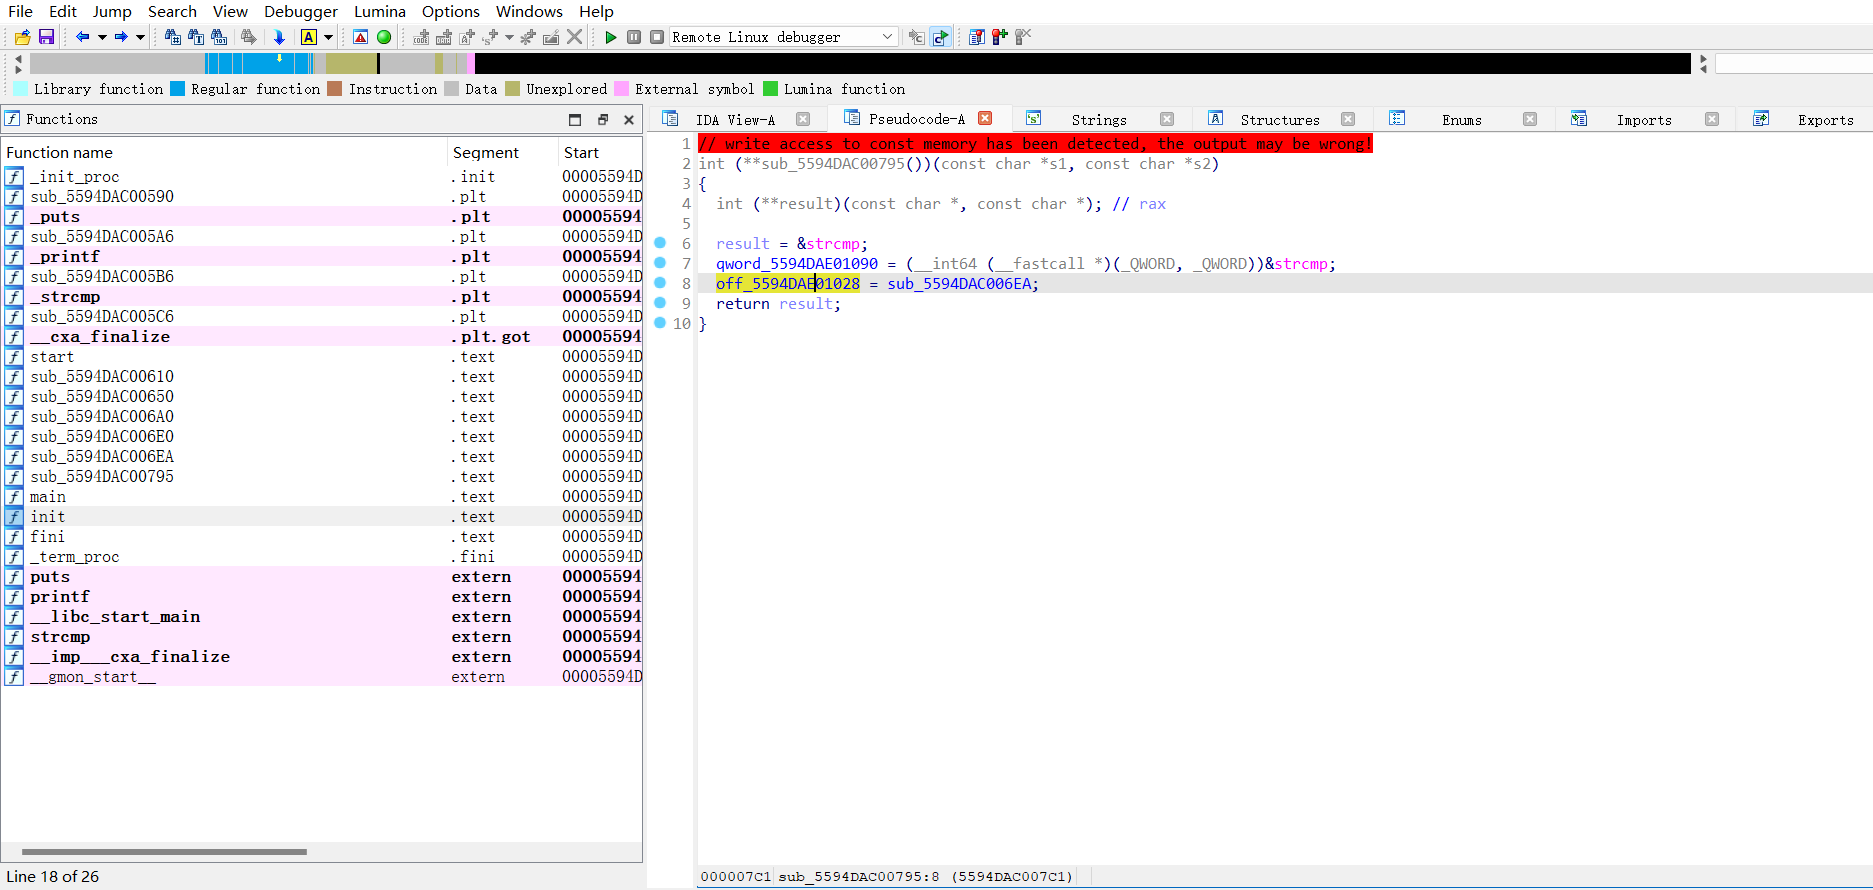 File Edit Jump Search View Debugger Lumina Options Windows Help
Remote Linux debugger
Library function Regular function Instruction Data Unexplored External symbol Lumina function
Functions
IDA View-A Pseudocode-A Strings Structures Enums Imports Exports
Function name Segment Start
_init_proc .init 00005594D
sub_5594DAC00590 .plt 00005594D
_puts .plt 00005594
sub_5594DAC005A6 .plt 00005594D
_printf .plt 00005594
sub_5594DAC005B6 .plt 00005594D
_strcmp .plt 00005594
sub_5594DAC005C6 .plt 00005594D
__cxa_finalize .plt.got 00005594
start .text 00005594D
sub_5594DAC00610 .text 00005594D
sub_5594DAC00650 .text 00005594D
sub_5594DAC006A0 .text 00005594D
sub_5594DAC006E0 .text 00005594D
sub_5594DAC006EA .text 00005594D
sub_5594DAC00795 .text 00005594D
main .text 00005594D
init .text 00005594D
fini .text 00005594D
_term_proc .fini 00005594D
puts extern 00005594
printf extern 00005594
__libc_start_main extern 00005594
strcmp extern 00005594
__imp___cxa_finalize extern 00005594
__gmon_start__ extern 00005594D
Line 18 of 26
1 // write access to const memory has been detected, the output may be wrong!
2 int (**sub_5594DAC00795())(const char *s1, const char *s2)
3 {
4 int (**result)(const char *, const char *); // rax
5
6 result = &strcmp;
7 qword_5594DAE01090 = (__int64 (__fastcall *)(_QWORD, _QWORD))&strcmp;
8 off_5594DAE01028 = sub_5594DAC006EA;
9 return result;
10 }
000007C1 sub_5594DAC00795:8 (5594DAC007C1)